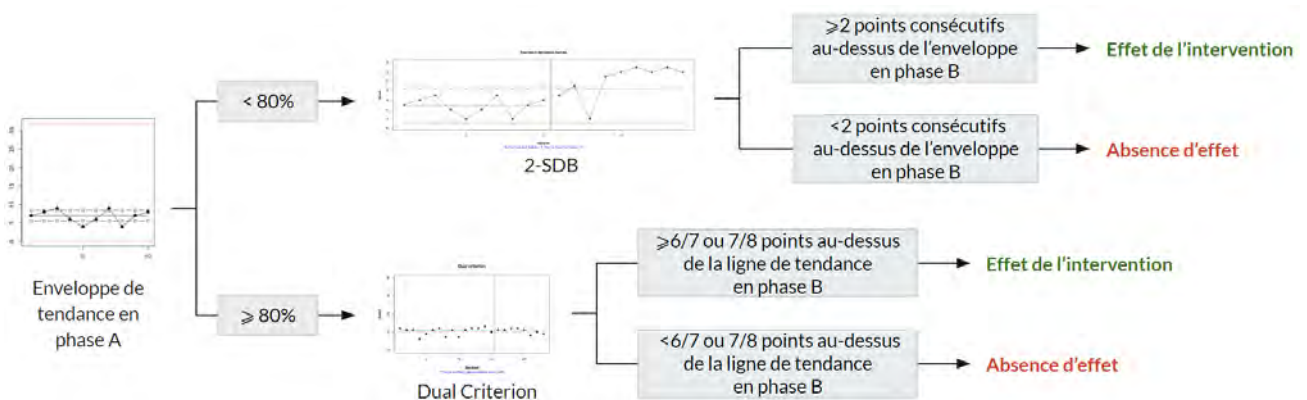 Enveloppe de
tendance en
phase A
< 80%
⩾ 80%
2-SDB
Dual criterion
Dual Criterion
⩾2 points consécutifs
au-dessus de l’enveloppe
en phase B
Effet de l’intervention
<2 points consécutifs
au-dessus de l’enveloppe
en phase B
Absence d’effet
⩾6/7 ou 7/8 points au-dessus
de la ligne de tendance
en phase B
Effet de l’intervention
<6/7 ou 7/8 points au-dessus
de la ligne de tendance
en phase B
Absence d’effet